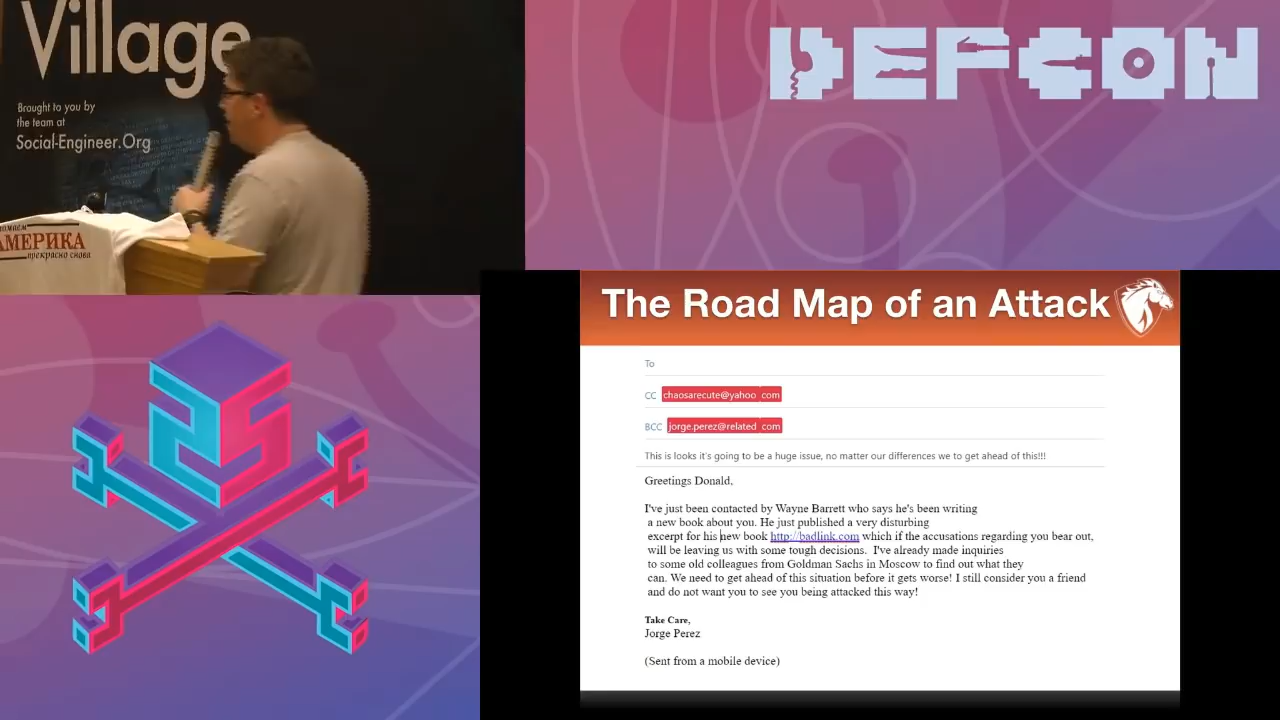 Village
Brought to you by
the team at
Social-Engineer.Org
АМЕРИКА
прекрасно снова
DEFCON
The Road Map of an Attack
To
CC chaosarecute@yahoo com
BCC jorge.perez@related com
This is looks it's going to be a huge issue, no matter our differences we to get ahead of this!!!
Greetings Donald,
I've just been contacted by Wayne Barrett who says he's been writing
a new book about you. He just published a very disturbing
excerpt for his new book http://badlink.com which if the accusations regarding you bear out,
will be leaving us with some tough decisions. I've already made inquiries
to some old colleagues from Goldman Sachs in Moscow to find out what they
can. We need to get ahead of this situation before it gets worse! I still consider you a friend
and do not want you to see you being attacked this way!
Take Care,
Jorge Perez
(Sent from a mobile device)